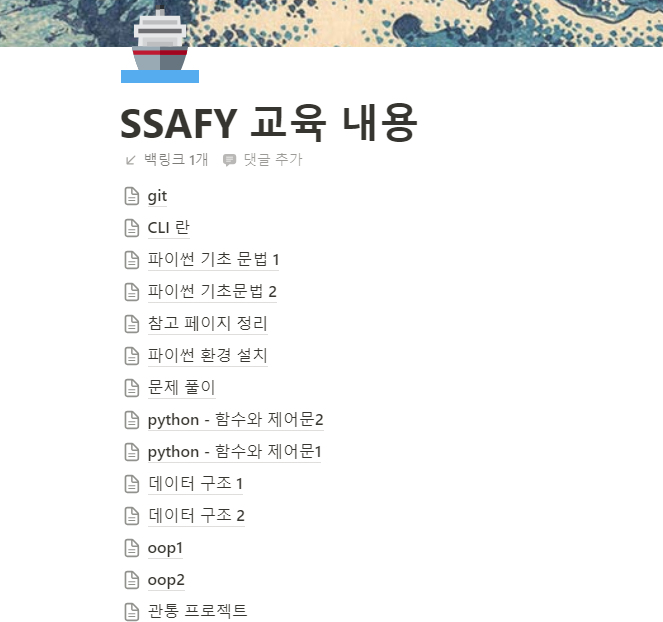 SSAFY 교육 내용
백링크 1개 댓글 추가
git
CLI 란
파이썬 기초 문법 1
파이썬 기초문법 2
참고 페이지 정리
파이썬 환경 설치
문제 풀이
python - 함수와 제어문2
python - 함수와 제어문1
데이터 구조 1
데이터 구조 2
oop1
oop2
관통 프로젝트